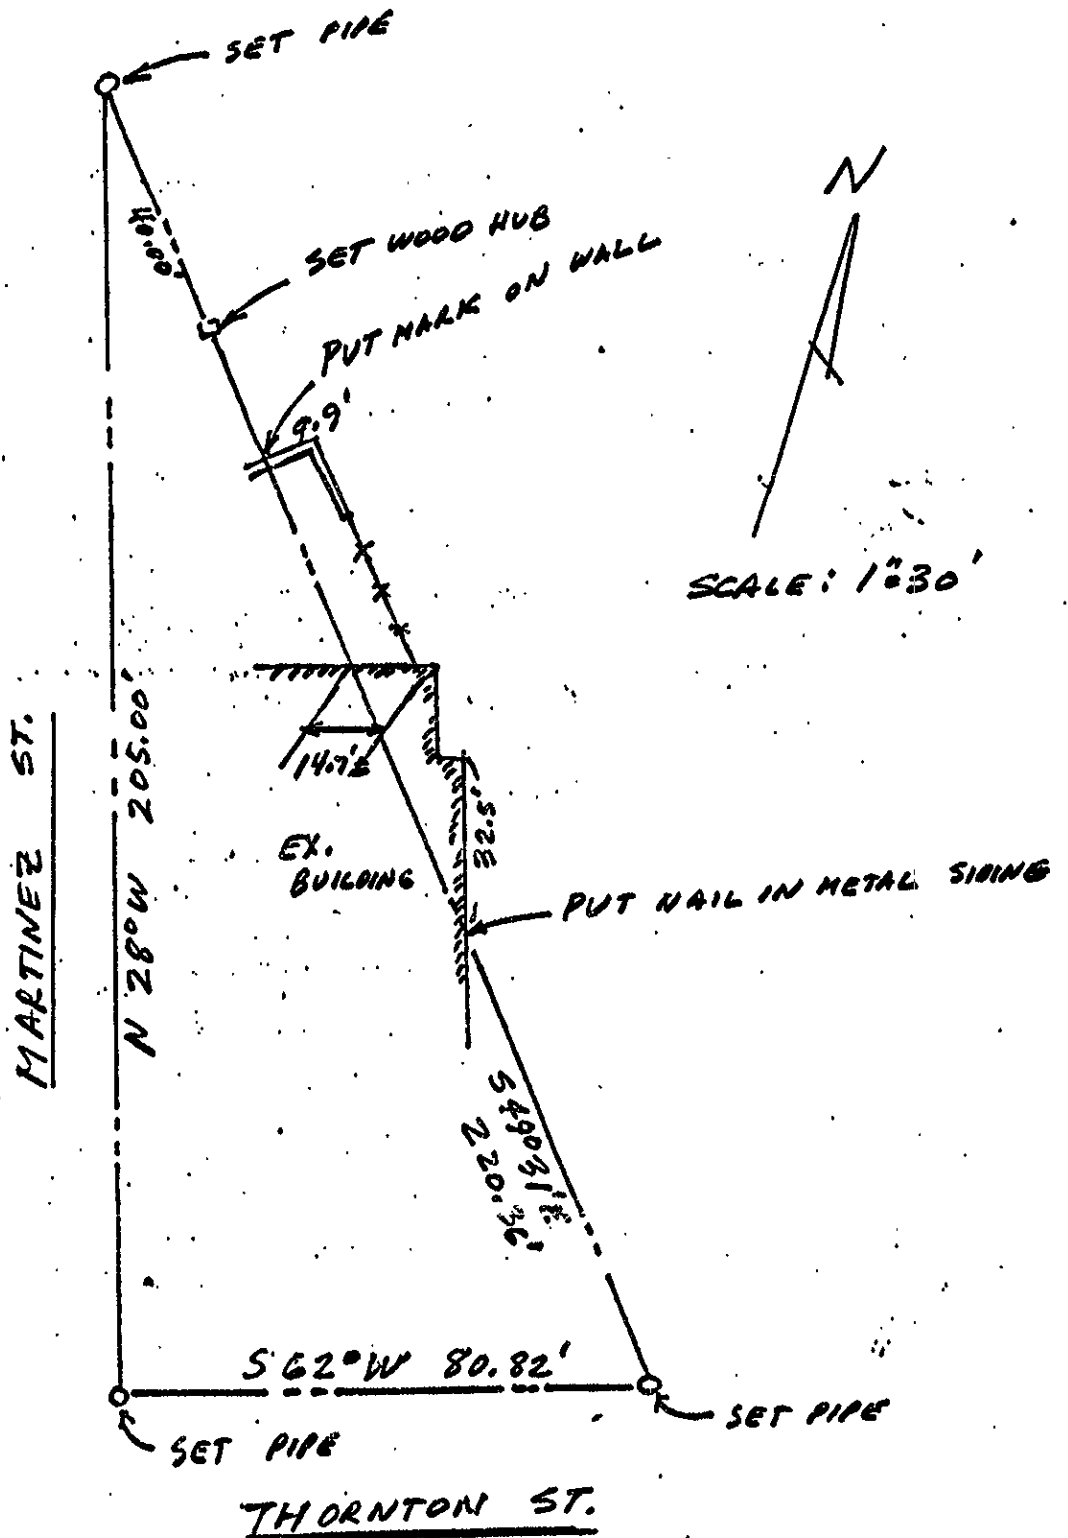 SET PIPE
N
40.00'
SET WOOD HUB
PUT MARK ON WALL
9.9'
SCALE: 1"=30'
14.7'±
32.5'
EX.
BUILDING
PUT NAIL IN METAL SIDING
MARTINEZ ST.
N 28°W 205.00'
220.36'
S 62°W 80.82'
SET PIPE
SET PIPE
THORNTON ST.